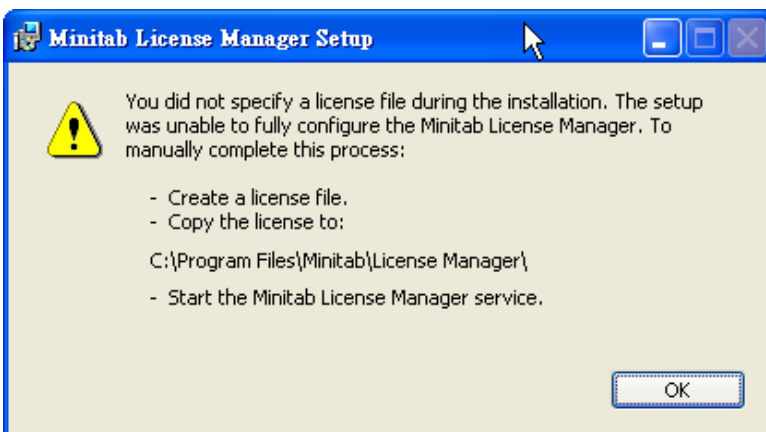 Minitab License Manager Setup
You did not specify a license file during the installation. The setup
was unable to fully configure the Minitab License Manager. To
manually complete this process:
- Create a license file.
- Copy the license to:
C:\Program Files\Minitab\License Manager\
- Start the Minitab License Manager service.
OK